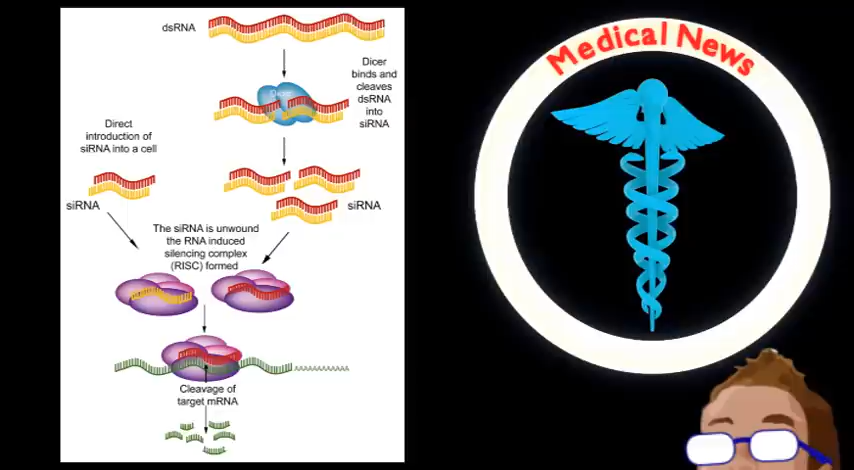 dsRNA
Dicer
binds and
cleaves
dsRNA
into
siRNA
Dicer
Direct
introduction of
siRNA into a cell
siRNA
siRNA
The siRNA is unwound
the RNA induced
silencing complex
(RISC) formed
Cleavage of
target mRNA
Medical News